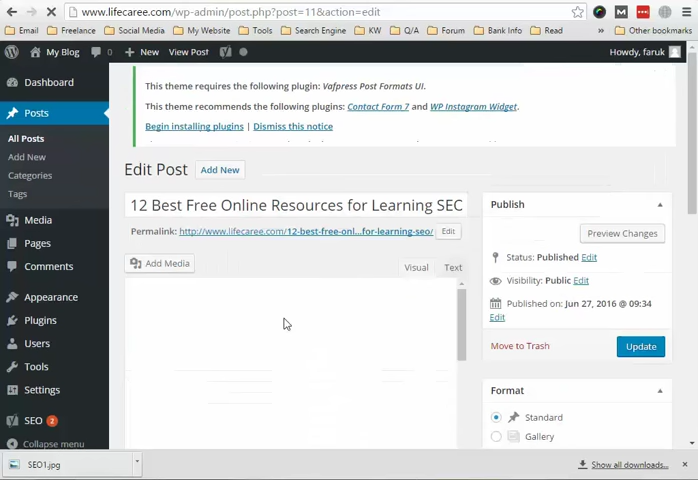 www.lifecaree.com/wp-admin/post.php?post=11&action=edit
Email Freelance Social Media My Website Tools Search Engine KW Q/A Forum Bank Info Read » Other bookmarks
My Blog 0 + New View Post Howdy, faruk
Dashboard
Posts
All Posts
Add New
Categories
Tags
Media
Pages
Comments
Appearance
Plugins
Users
Tools
Settings
SEO 2
Collapse menu
This theme requires the following plugin: Vafpress Post Formats UI.
This theme recommends the following plugins: Contact Form 7 and WP Instagram Widget.
Begin installing plugins | Dismiss this notice
Edit Post Add New
12 Best Free Online Resources for Learning SEO
Permalink: http://www.lifecaree.com/12-best-free-onl...for-learning-seo/ Edit
Add Media
Visual Text
Publish
Preview Changes
Status: Published Edit
Visibility: Public Edit
Published on: Jun 27, 2016 @ 09:34
Edit
Move to Trash Update
Format
Standard
Gallery
SEO1.jpg
Show all downloads...